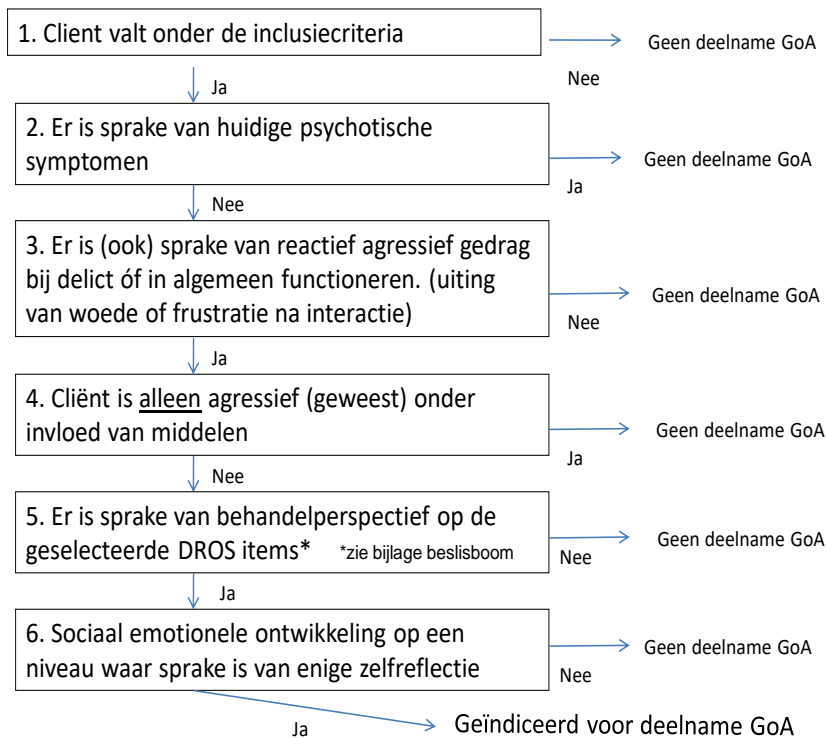 1. Client valt onder de inclusiecriteria
Geen deelname GoA
Nee
Ja
2. Er is sprake van huidige psychotische
symptomen
Geen deelname GoA
Ja
Nee
3. Er is (ook) sprake van reactief agressief gedrag
bij delict óf in algemeen functioneren. (uiting
van woede of frustratie na interactie)
Geen deelname GoA
Nee
Ja
4. Cliënt is alleen agressief (geweest) onder
invloed van middelen
Geen deelname GoA
Ja
Nee
5. Er is sprake van behandelperspectief op de
geselecteerde DROS items* *zie bijlage beslisboom
Geen deelname GoA
Nee
Ja
6. Sociaal emotionele ontwikkeling op een
niveau waar sprake is van enige zelfreflectie
Geen deelname GoA
Nee
Ja
Geïndiceerd voor deelname GoA